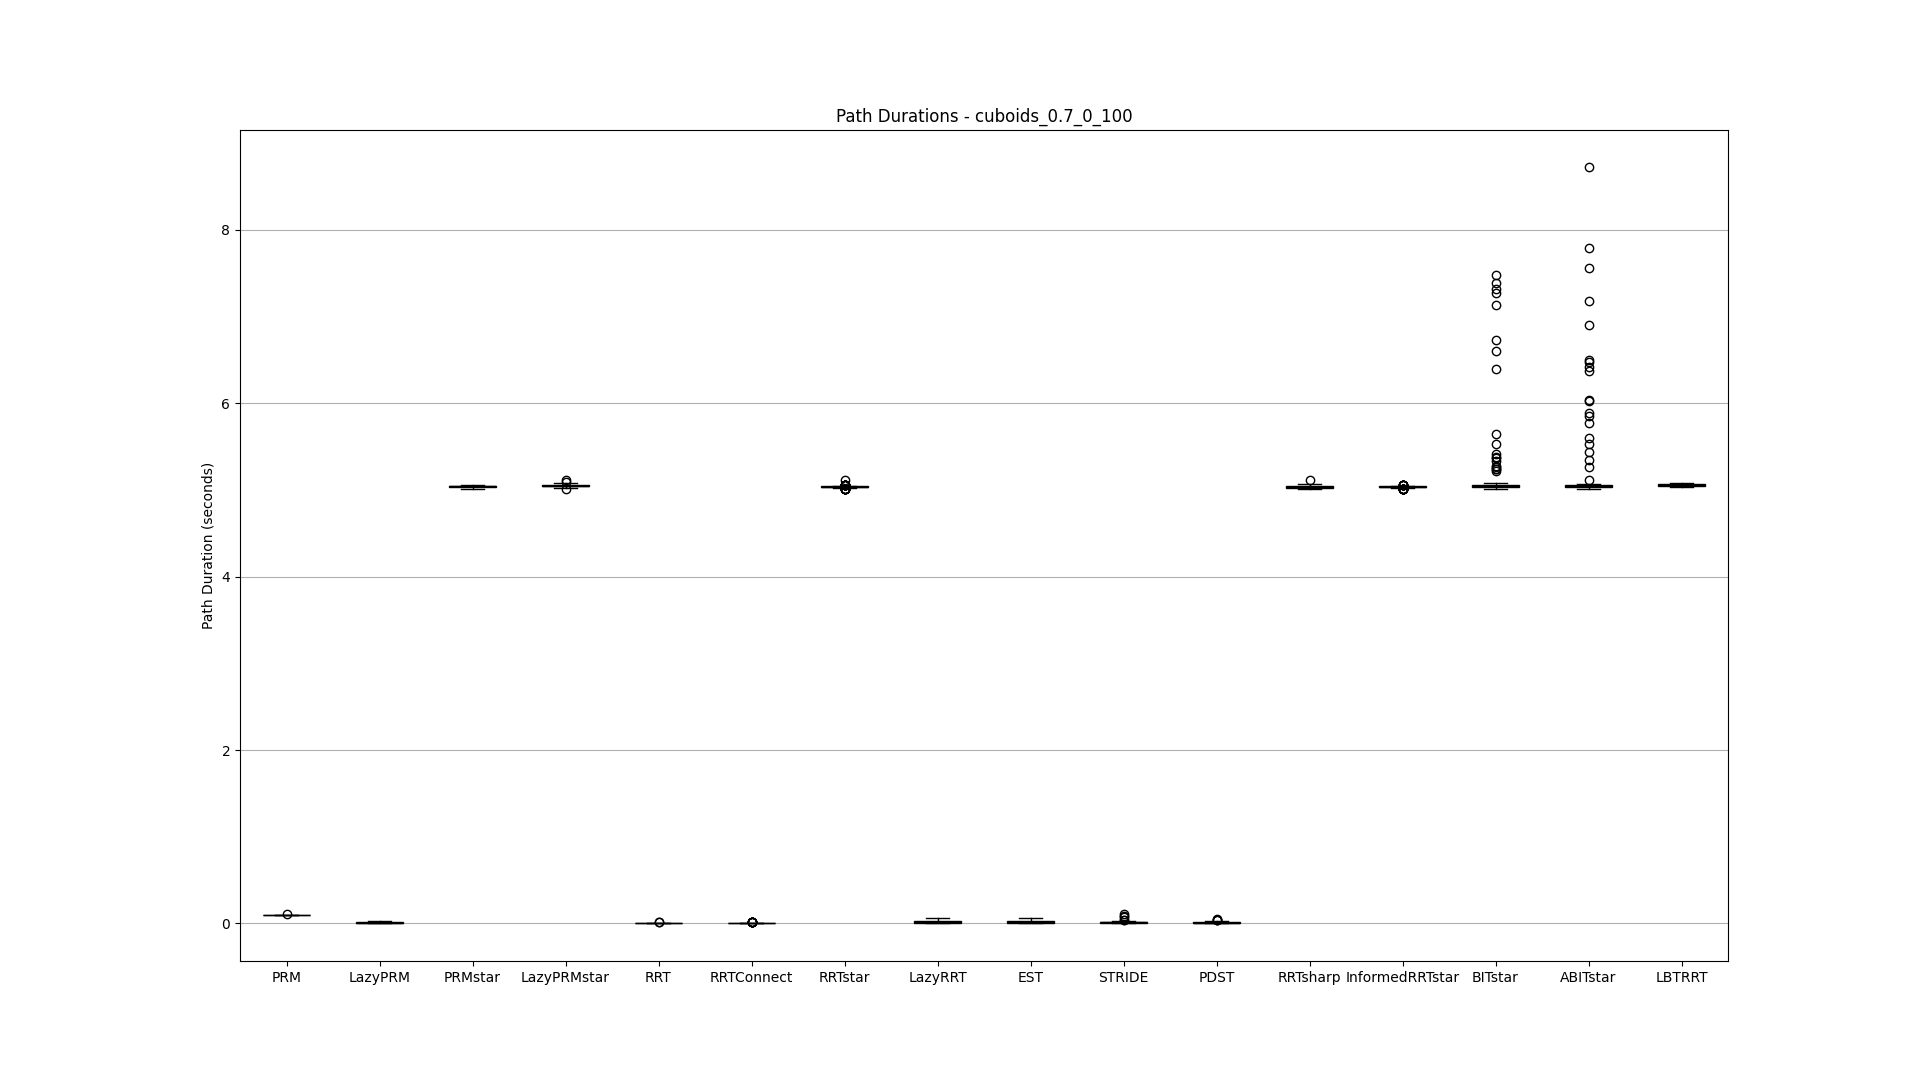 Path Durations - cuboids_0.7_0_100
Path Duration (seconds)
8
6
4
2
0
PRM LazyPRM PRMstar LazyPRMstar RRT RRTConnect RRTstar LazyRRT EST STRIDE PDST RRTsharp InformedRRTstar BITstar ABITstar LBTRRT